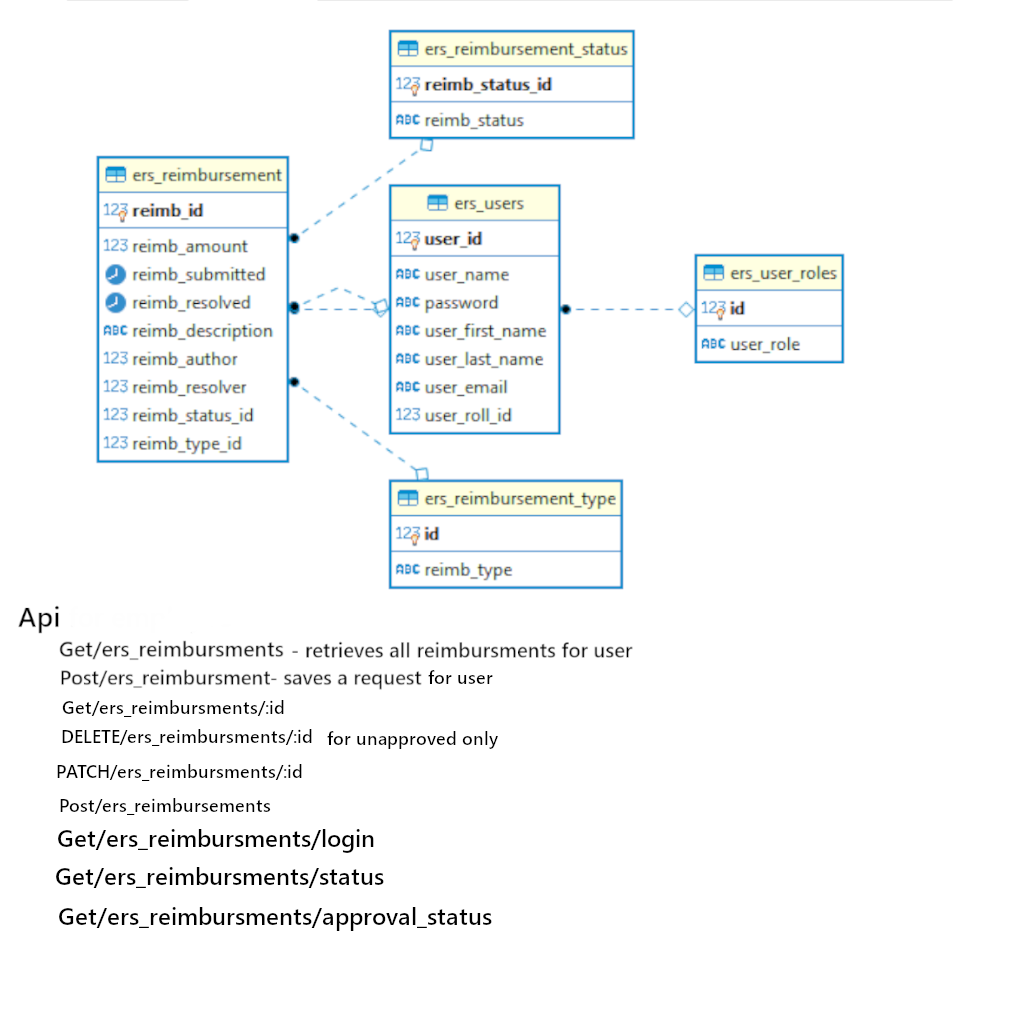 ers_reimbursement_status
123 reimb_status_id
ABC reimb_status
ers_reimbursement
123 reimb_id
123 reimb_amount
reimb_submitted
reimb_resolved
ABC reimb_description
123 reimb_author
123 reimb_resolver
123 reimb_status_id
123 reimb_type_id
ers_users
123 user_id
ABC user_name
ABC password
ABC user_first_name
ABC user_last_name
ABC user_email
123 user_roll_id
ers_user_roles
123 id
ABC user_role
ers_reimbursement_type
123 id
ABC reimb_type
Api
Get/ers_reimbursments - retrieves all reimbursments for user
Post/ers_reimbursment- saves a request for user
Get/ers_reimbursments/:id
DELETE/ers_reimbursments/:id for unapproved only
PATCH/ers_reimbursments/:id
Post/ers_reimbursements
Get/ers_reimbursments/login
Get/ers_reimbursments/status
Get/ers_reimbursments/approval_status